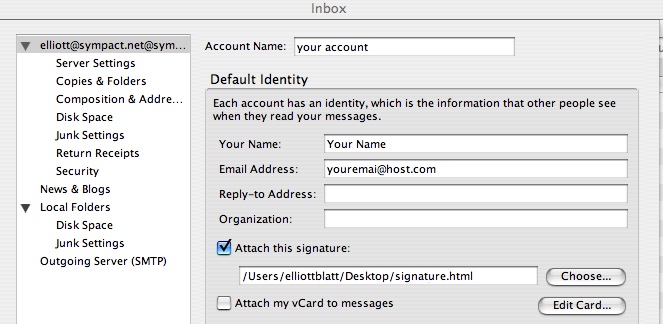 Inbox
elliott@sympact.net@sym...
Server Settings
Copies & Folders
Composition & Addre...
Disk Space
Junk Settings
Return Receipts
Security
News & Blogs
Local Folders
Disk Space
Junk Settings
Outgoing Server (SMTP)
Account Name: your account
Default Identity
Each account has an identity, which is the information that other people see
when they read your messages.
Your Name: Your Name
Email Address: youremai@host.com
Reply-to Address:
Organization:
Attach this signature:
/Users/elliottblatt/Desktop/signature.html Choose...
Attach my vCard to messages
Edit Card...